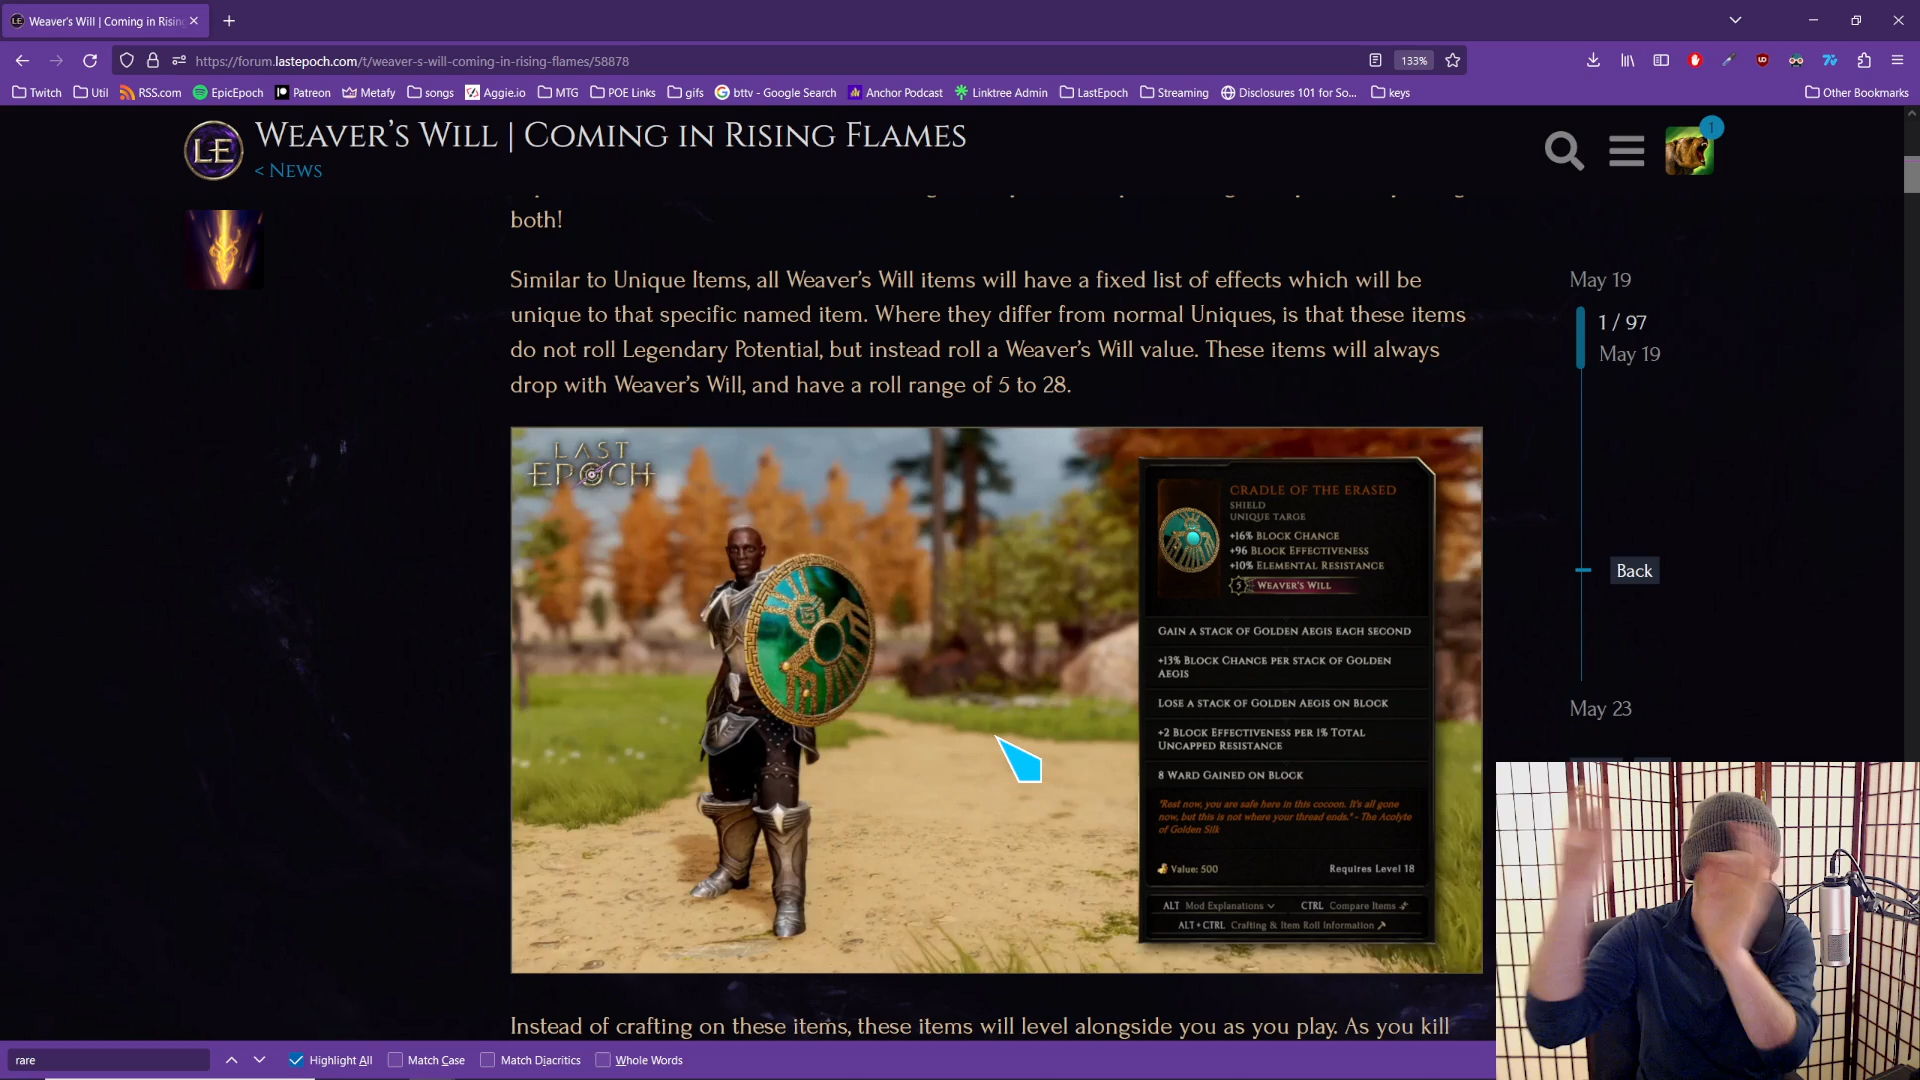 Weaver's Will | Coming in Rising
https://forum.lastepoch.com/t/weaver-s-will-coming-in-rising-flames/58878
133%
Twitch
Util
RSS.com
EpicEpoch
Patreon
Metafy
songs
Aggie.io
MTG
POE Links
gifs
bttv - Google Search
Anchor Podcast
Linktree Admin
LastEpoch
Streaming
Disclosures 101 for So...
keys
Other Bookmarks
LE
Weaver's Will | Coming in Rising Flames
< News
1
both!
Similar to Unique Items, all Weaver's Will items will have a fixed list of effects which will be
unique to that specific named item. Where they differ from normal Uniques, is that these items
do not roll Legendary Potential, but instead roll a Weaver's Will value. These items will always
drop with Weaver's Will, and have a roll range of 5 to 28.
May 19
1 / 97
May 19
Back
May 23
LAST
EPOCH
CRADLE OF THE ERASED
SHIELD
UNIQUE TARGE
+16% BLOCK CHANCE
+96 BLOCK EFFECTIVENESS
+10% ELEMENTAL RESISTANCE
5 WEAVER'S WILL
GAIN A STACK OF GOLDEN AEGIS EACH SECOND
+13% BLOCK CHANCE PER STACK OF GOLDEN
AEGIS
LOSE A STACK OF GOLDEN AEGIS ON BLOCK
+2 BLOCK EFFECTIVENESS PER 1% TOTAL
UNCAPPED RESISTANCE
8 WARD GAINED ON BLOCK
"Rest now, you are safe here in this cocoon. It's all gone
now, but this is not where your thread ends." - The Acolyte
of Golden Silk
Value: 500
Requires Level 18
ALT Mod Explanations
CTRL Compare Items
ALT + CTRL Crafting & Item Roll Information
Instead of crafting on these items, these items will level alongside you as you play. As you kill
rare
Highlight All
Match Case
Match Diacritics
Whole Words